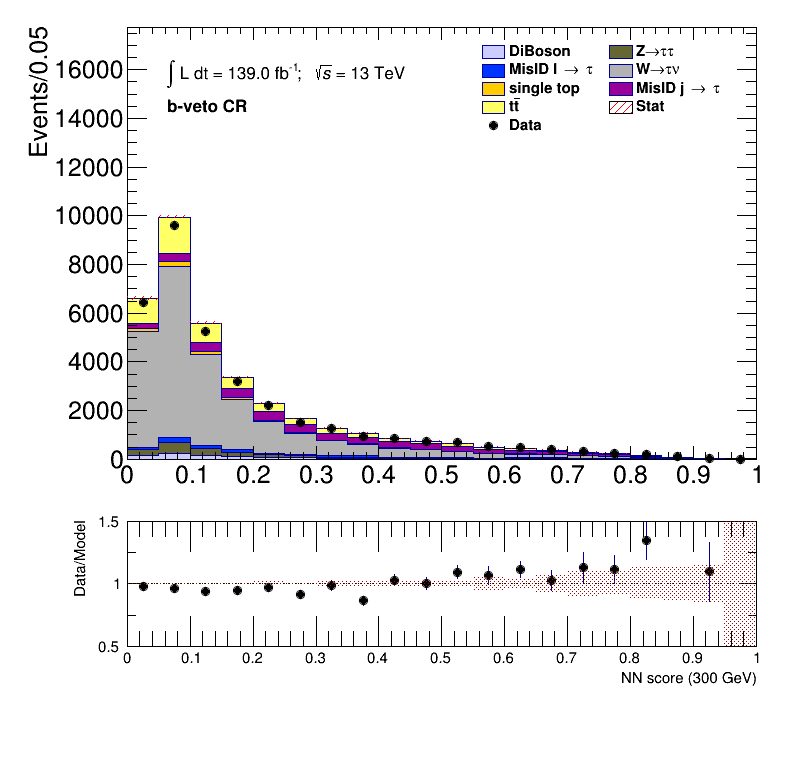 Events/0.05
16000
14000
12000
10000
8000
6000
4000
2000
0
∫ L dt = 139.0 fb⁻¹; √s = 13 TeV
b-veto CR
DiBoson
Z→ττ
MisID l → τ
W→τν
single top
MisID j → τ
tt̅
Stat
Data
0 0.1 0.2 0.3 0.4 0.5 0.6 0.7 0.8 0.9 1
Data/Model
1.5
1
0.5
0 0.1 0.2 0.3 0.4 0.5 0.6 0.7 0.8 0.9 1
NN score (300 GeV)